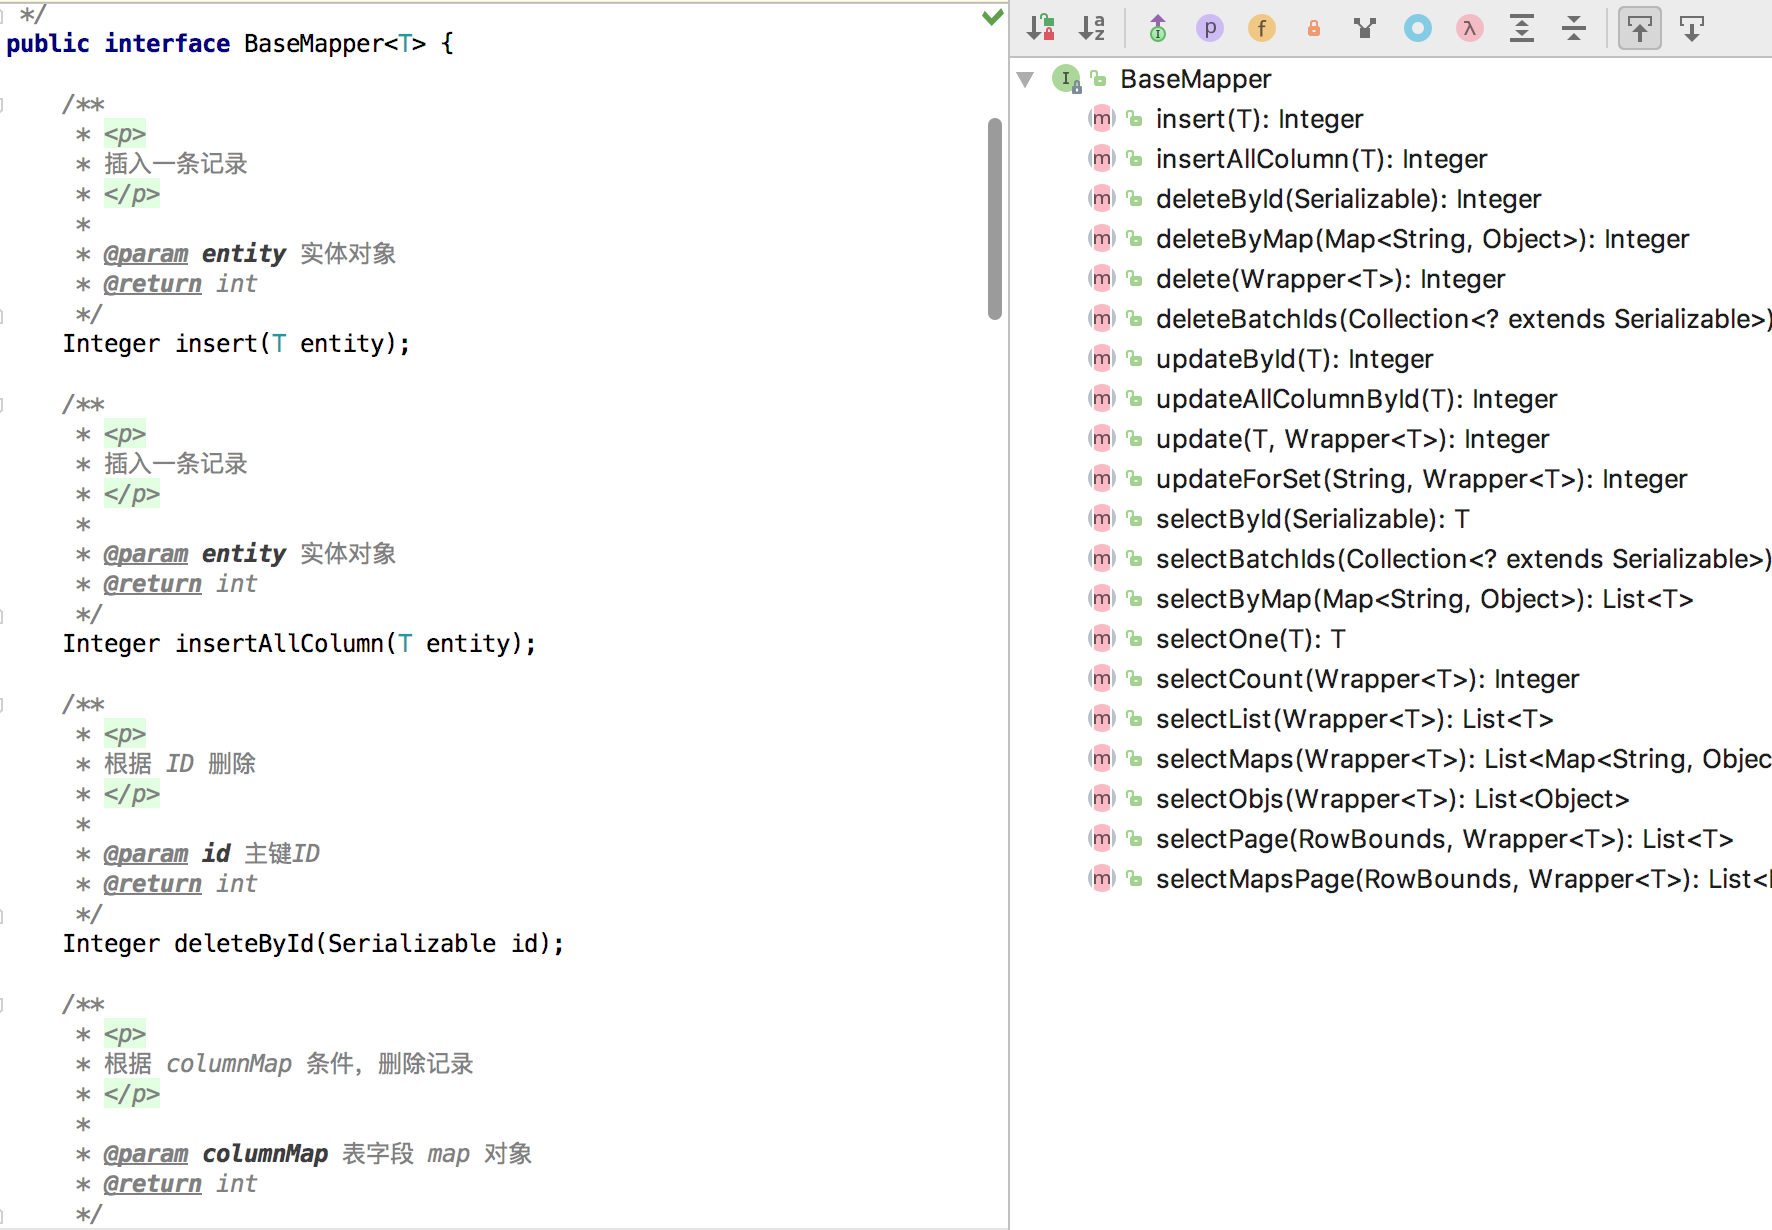 */
public interface BaseMapper<T> {
/**
* <p>
* 插入一条记录
* </p>
*
* @param entity 实体对象
* @return int
*/
Integer insert(T entity);
/**
* <p>
* 插入一条记录
* </p>
*
* @param entity 实体对象
* @return int
*/
Integer insertAllColumn(T entity);
/**
* <p>
* 根据 ID 删除
* </p>
*
* @param id 主键ID
* @return int
*/
Integer deleteById(Serializable id);
/**
* <p>
* 根据 columnMap 条件，删除记录
* </p>
*
* @param columnMap 表字段 map 对象
* @return int
*/
BaseMapper
insert(T): Integer
insertAllColumn(T): Integer
deleteById(Serializable): Integer
deleteByMap(Map<String, Object>): Integer
delete(Wrapper<T>): Integer
deleteBatchIds(Collection<? extends Serializable>)
updateById(T): Integer
updateAllColumnById(T): Integer
update(T, Wrapper<T>): Integer
updateForSet(String, Wrapper<T>): Integer
selectById(Serializable): T
selectBatchIds(Collection<? extends Serializable>)
selectByMap(Map<String, Object>): List<T>
selectOne(T): T
selectCount(Wrapper<T>): Integer
selectList(Wrapper<T>): List<T>
selectMaps(Wrapper<T>): List<Map<String, Objec
selectObjs(Wrapper<T>): List<Object>
selectPage(RowBounds, Wrapper<T>): List<T>
selectMapsPage(RowBounds, Wrapper<T>): List<